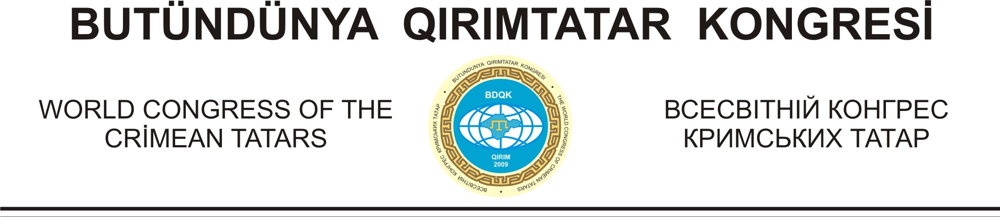 BUTÜNDÜNYA QIRIMTATAR KONGRESİ
WORLD CONGRESS OF THE
CRİMEAN TATARS
BUTUNDUNYA QIRIMTATAR KONGRESI
THE WORLD CONGRESS OF CRIMEAN TATARS
ВСЕСВІТНІЙ КОНГРЕС КРИМСЬКИХ ТАТАР
BDQK
QIRIM
2009
ВСЕСВІТНІЙ КОНГРЕС
КРИМСЬКИХ ТАТАР